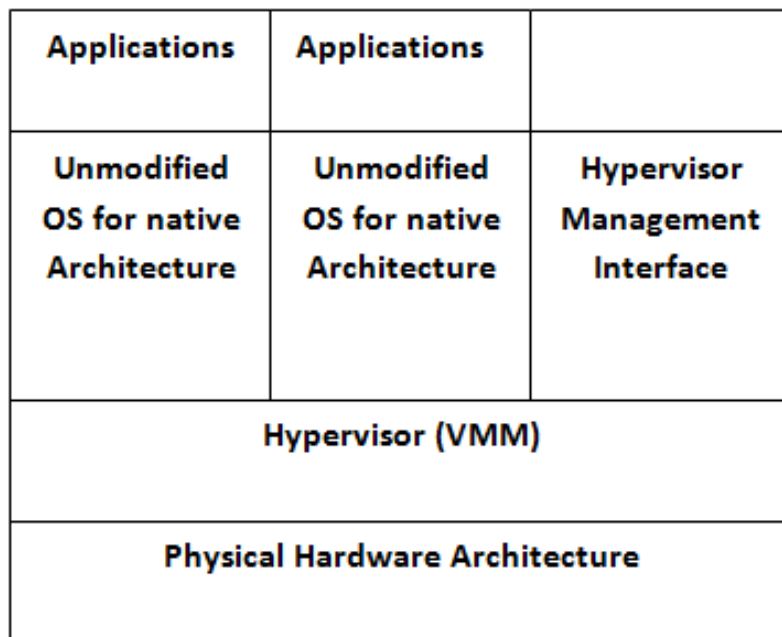 Applications
Applications
Unmodified
OS for native
Architecture
Unmodified
OS for native
Architecture
Hypervisor
Management
Interface
Hypervisor (VMM)
Physical Hardware Architecture